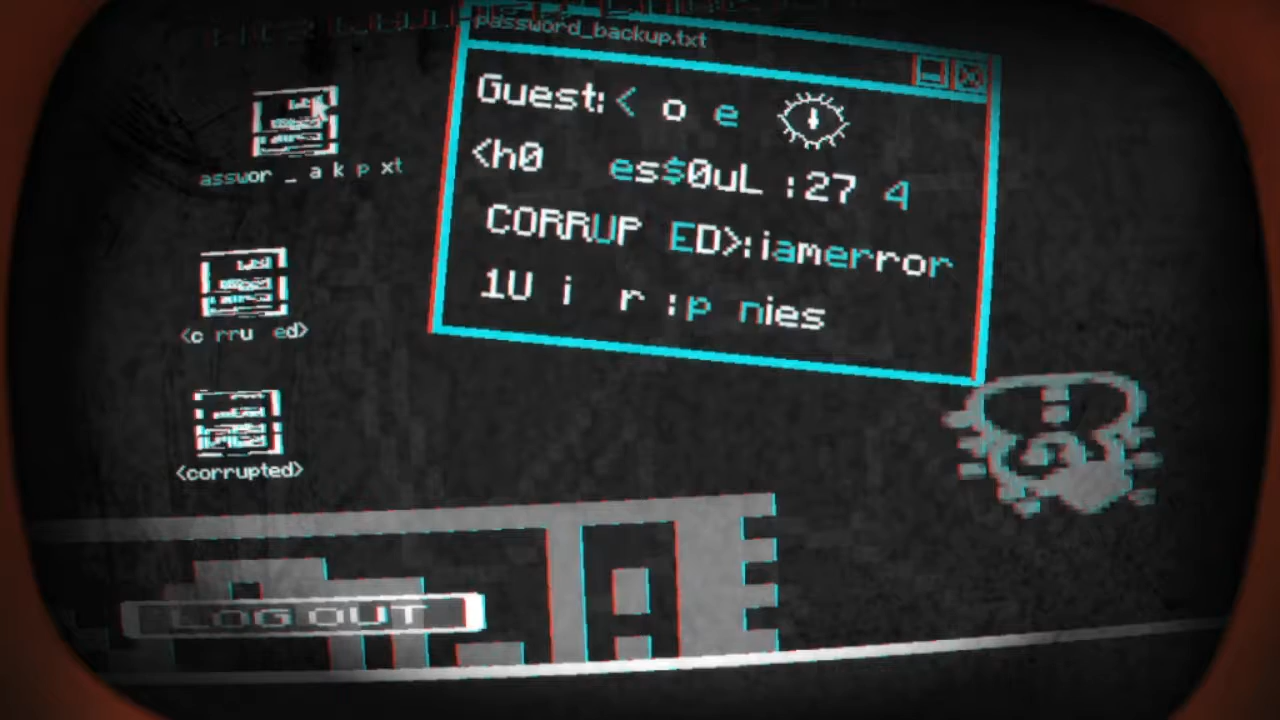 password_backup.txt
Guest: < o e
<h0 es$0uL :27 4
CORRUP ED>:iamerror
1U i r :p nies
asswor _ a k p xt
<c rru ed>
<corrupted>
LOG OUT